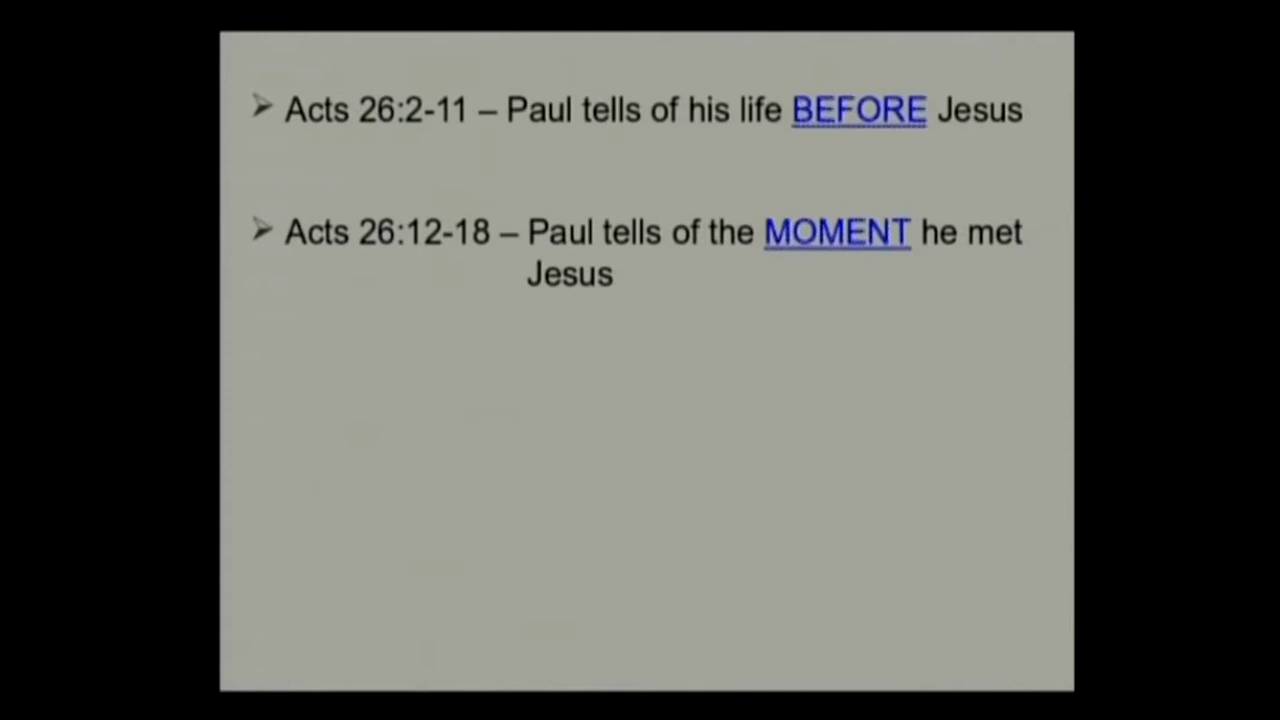 ➢ Acts 26:2-11 – Paul tells of his life BEFORE Jesus
➢ Acts 26:12-18 – Paul tells of the MOMENT he met
Jesus